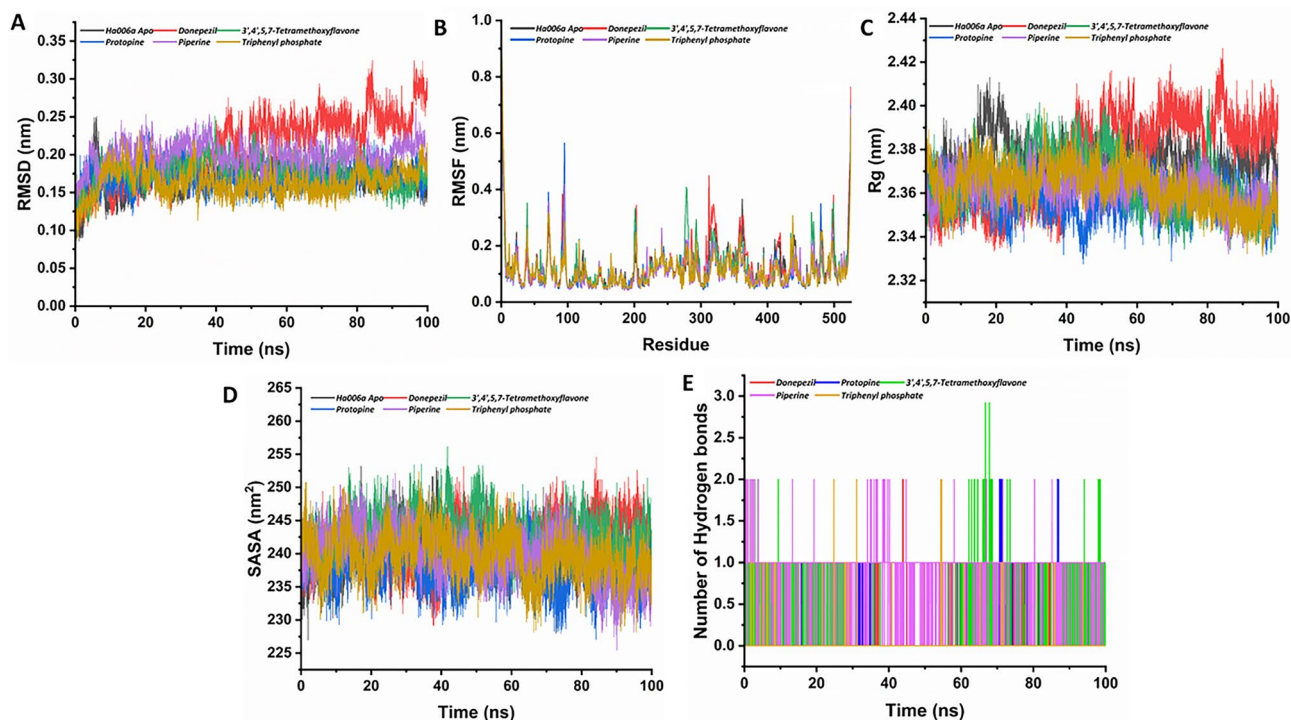 A
Ha006a Apo Donepezil 3',4',5,7-Tetramethoxyflavone
Protopine Piperine Triphenyl phosphate
RMSD (nm)
0.35
0.30
0.25
0.20
0.15
0.10
0.05
0.00
0 20 40 60 80 100
Time (ns)
B
Ha006a Apo Donepezil 3',4',5,7-Tetramethoxyflavone
Protopine Piperine Triphenyl phosphate
RMSF (nm)
1.0
0.8
0.6
0.4
0.2
0.0
0 100 200 300 400 500
Residue
C
Ha006a Apo Donepezil 3',4',5,7-Tetramethoxyflavone
Protopine Piperine Triphenyl phosphate
Rg (nm)
2.44
2.42
2.40
2.38
2.36
2.34
2.32
0 20 40 60 80 100
Time (ns)
D
Ha006a Apo Donepezil 3',4',5,7-Tetramethoxyflavone
Protopine Piperine Triphenyl phosphate
SASA (nm²)
265
260
255
250
245
240
235
230
225
0 20 40 60 80 100
Time (ns)
E
Donepezil Protopine 3',4',5,7-Tetramethoxyflavone
Piperine Triphenyl phosphate
Number of Hydrogen bonds
3.0
2.5
2.0
1.5
1.0
0.5
0.0
0 20 40 60 80 100
Time (ns)